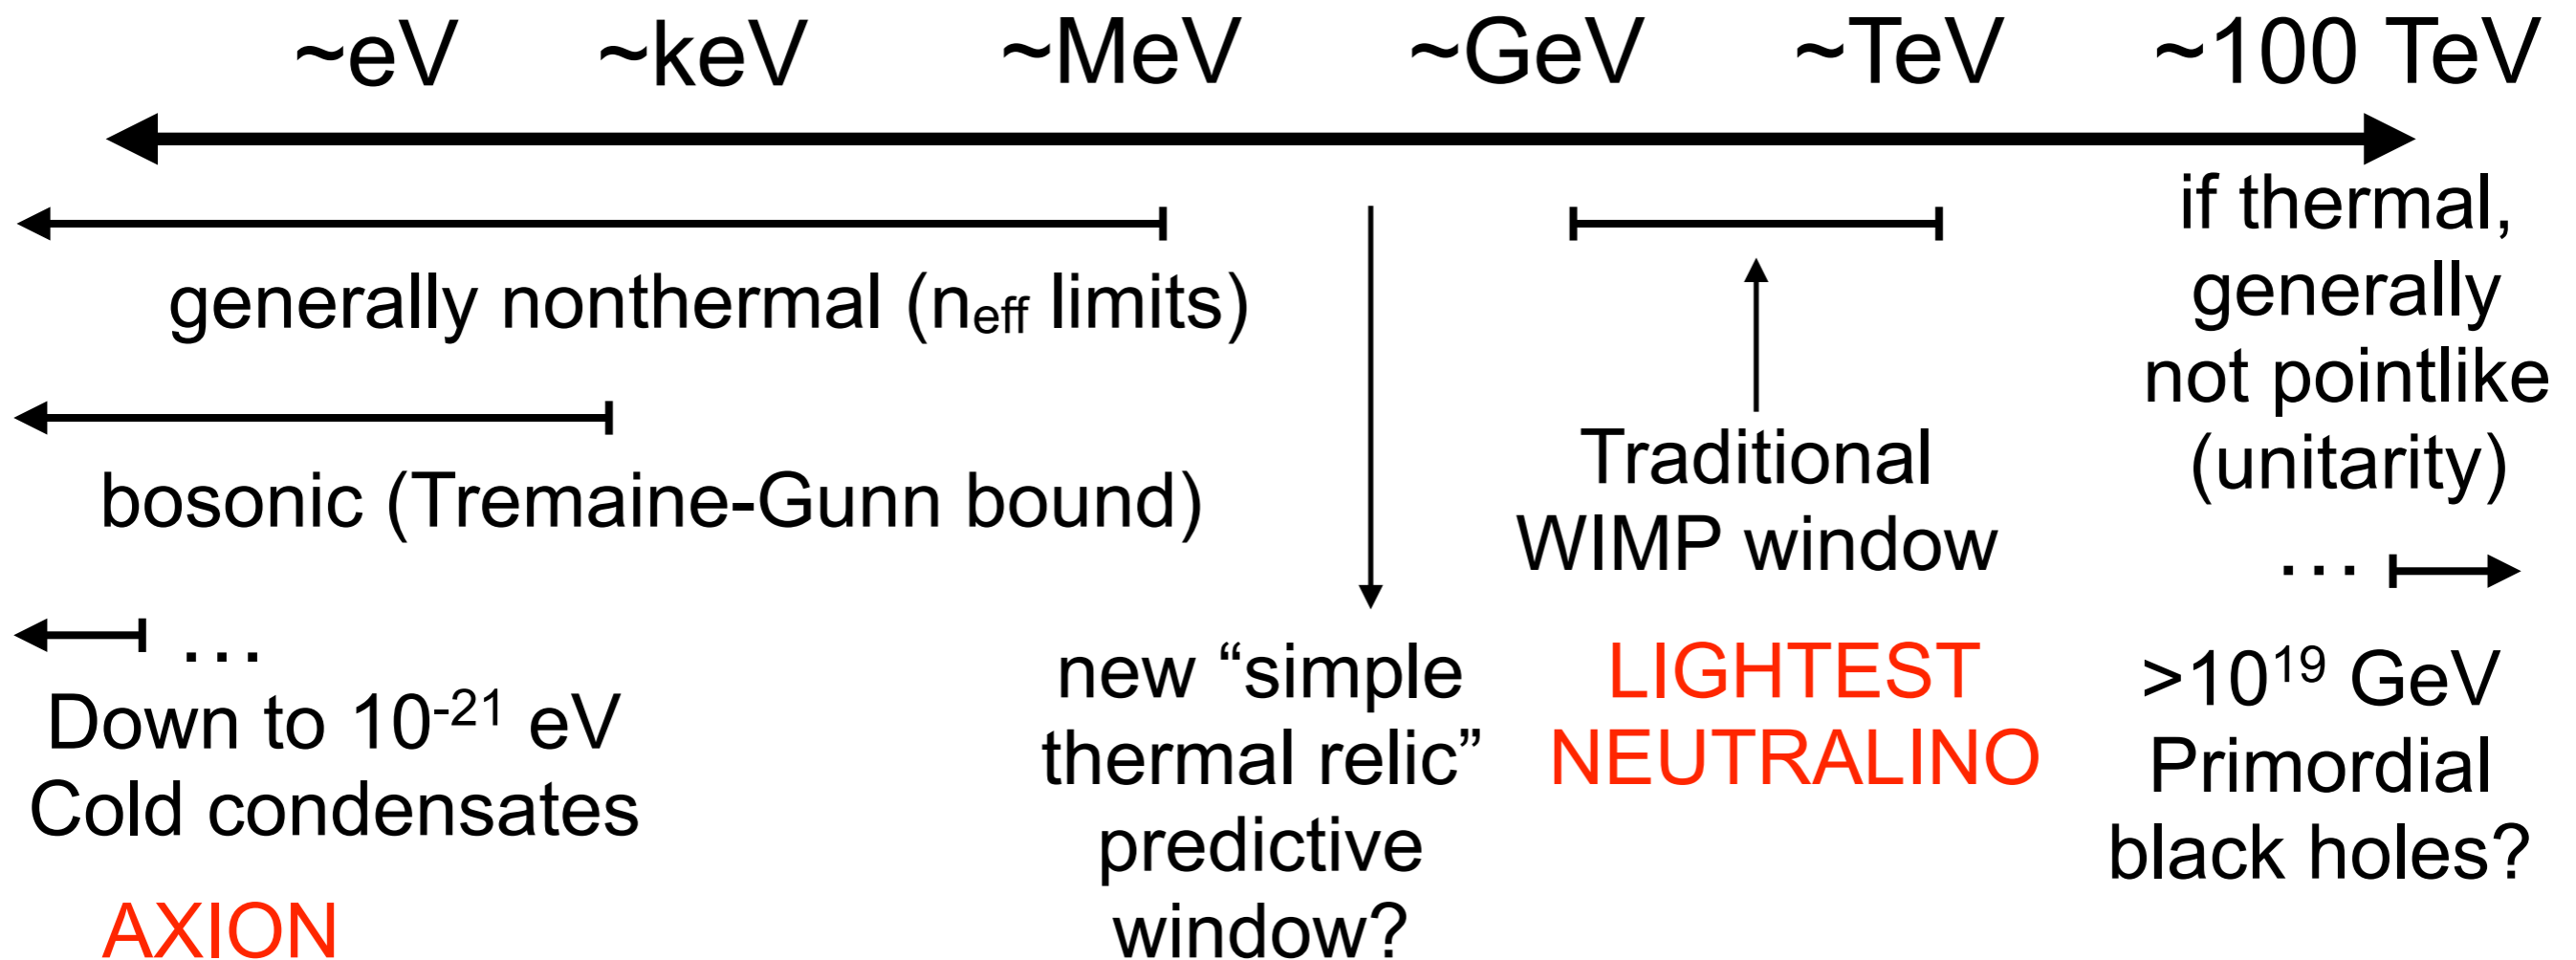 ~eV ~keV ~MeV ~GeV ~TeV ~100 TeV
generally nonthermal (n_eff limits)
bosonic (Tremaine-Gunn bound)
…
Down to 10^-21 eV
Cold condensates
AXION
new “simple
thermal relic”
predictive
window?
Traditional
WIMP window
LIGHTEST
NEUTRALINO
if thermal,
generally
not pointlike
(unitarity)
…
>10^19 GeV
Primordial
black holes?